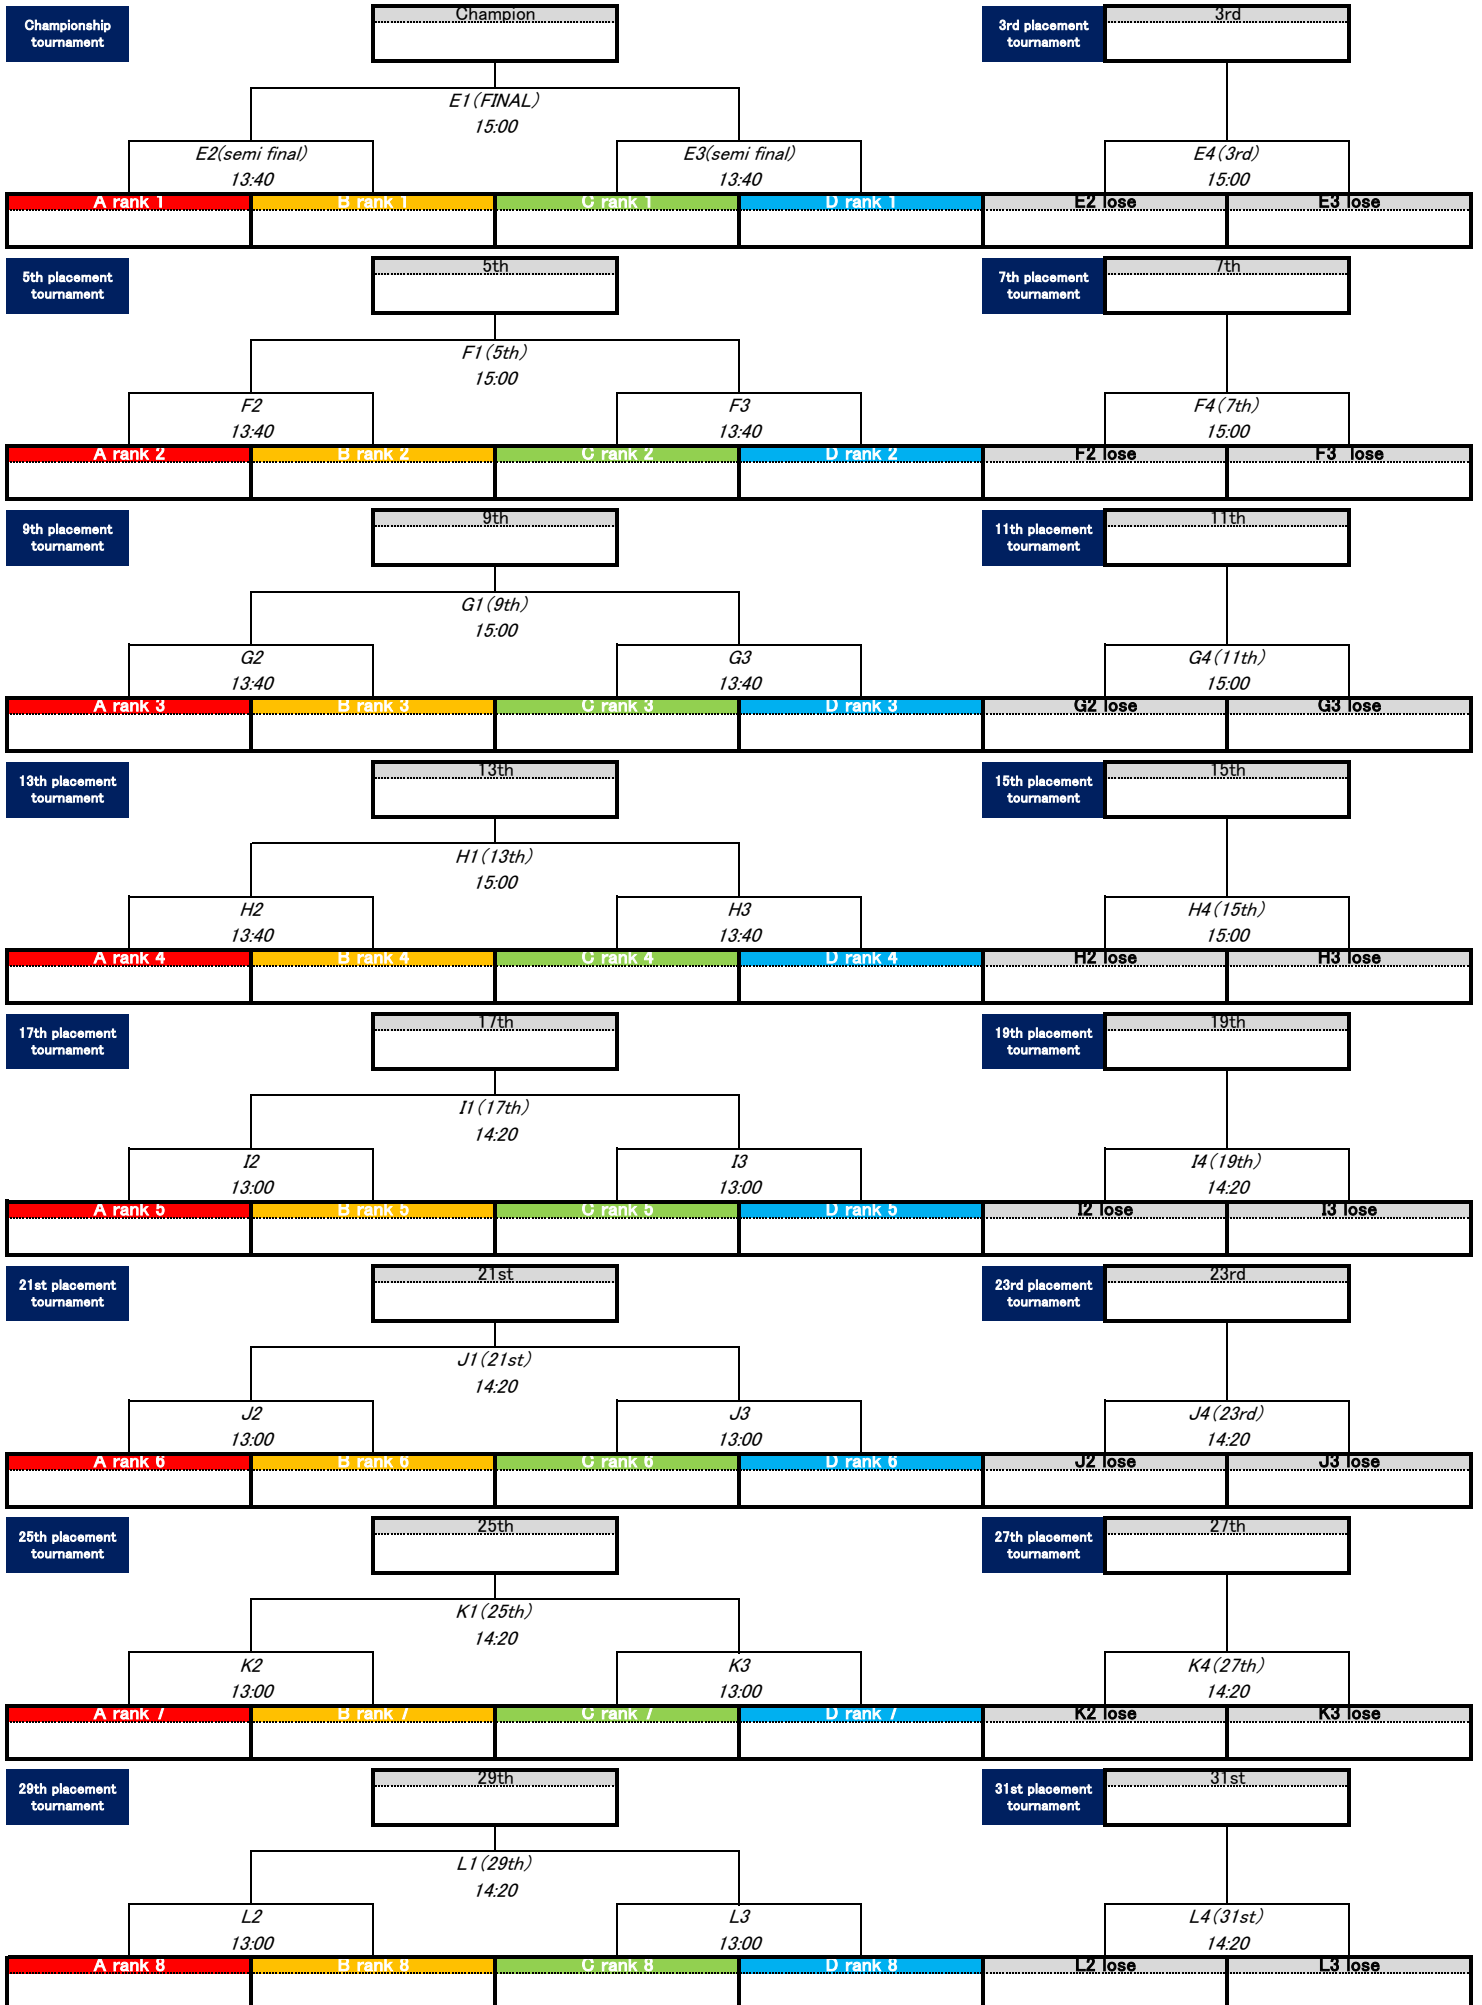 Championship
tournament
Champion
3rd placement
tournament
3rd
E1(FINAL)
15:00
E2(semi final)
13:40
E3(semi final)
13:40
E4(3rd)
15:00
A rank 1
B rank 1
C rank 1
D rank 1
E2 lose
E3 lose
5th placement
tournament
5th
7th placement
tournament
7th
F1(5th)
15:00
F2
13:40
F3
13:40
F4(7th)
15:00
A rank 2
B rank 2
C rank 2
D rank 2
F2 lose
F3  lose
9th placement
tournament
9th
11th placement
tournament
11th
G1(9th)
15:00
G2
13:40
G3
13:40
G4(11th)
15:00
A rank 3
B rank 3
C rank 3
D rank 3
G2 lose
G3 lose
13th placement
tournament
13th
15th placement
tournament
15th
H1(13th)
15:00
H2
13:40
H3
13:40
H4(15th)
15:00
A rank 4
B rank 4
C rank 4
D rank 4
H2 lose
H3 lose
17th placement
tournament
17th
19th placement
tournament
19th
I1(17th)
14:20
I2
13:00
I3
13:00
I4(19th)
14:20
A rank 5
B rank 5
C rank 5
D rank 5
I2 lose
I3 lose
21st placement
tournament
21st
23rd placement
tournament
23rd
J1(21st)
14:20
J2
13:00
J3
13:00
J4(23rd)
14:20
A rank 6
B rank 6
C rank 6
D rank 6
J2 lose
J3 lose
25th placement
tournament
25th
27th placement
tournament
27th
K1(25th)
14:20
K2
13:00
K3
13:00
K4(27th)
14:20
A rank 7
B rank 7
C rank 7
D rank 7
K2 lose
K3 lose
29th placement
tournament
29th
31st placement
tournament
31st
L1(29th)
14:20
L2
13:00
L3
13:00
L4(31st)
14:20
A rank 8
B rank 8
C rank 8
D rank 8
L2 lose
L3 lose